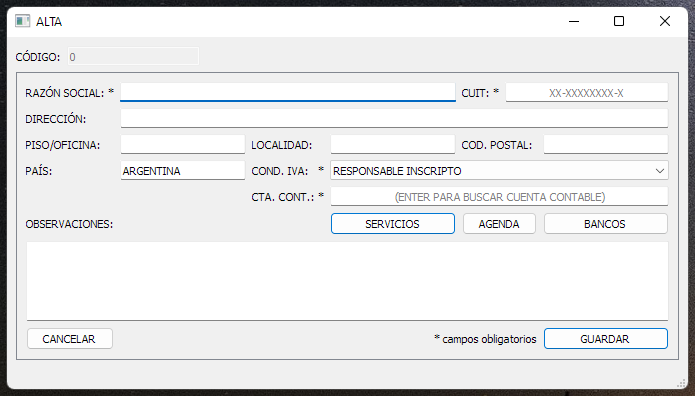 ALTA
CÓDIGO: 0
RAZÓN SOCIAL: * CUIT: * XX-XXXXXXXX-X
DIRECCIÓN:
PISO/OFICINA: LOCALIDAD: COD. POSTAL:
PAÍS: ARGENTINA COND. IVA: * RESPONSABLE INSCRIPTO
CTA. CONT.: * (ENTER PARA BUSCAR CUENTA CONTABLE)
OBSERVACIONES: SERVICIOS AGENDA BANCOS
CANCELAR * campos obligatorios GUARDAR